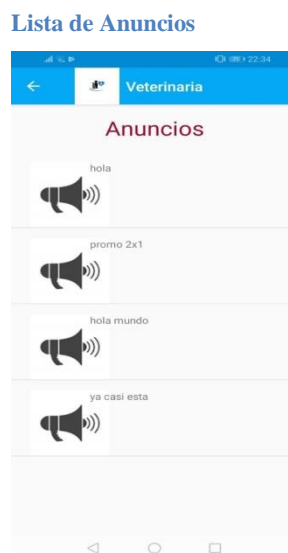 Lista de Anuncios
22:34
Veterinaria
Anuncios
hola
promo 2x1
hola mundo
ya casi esta